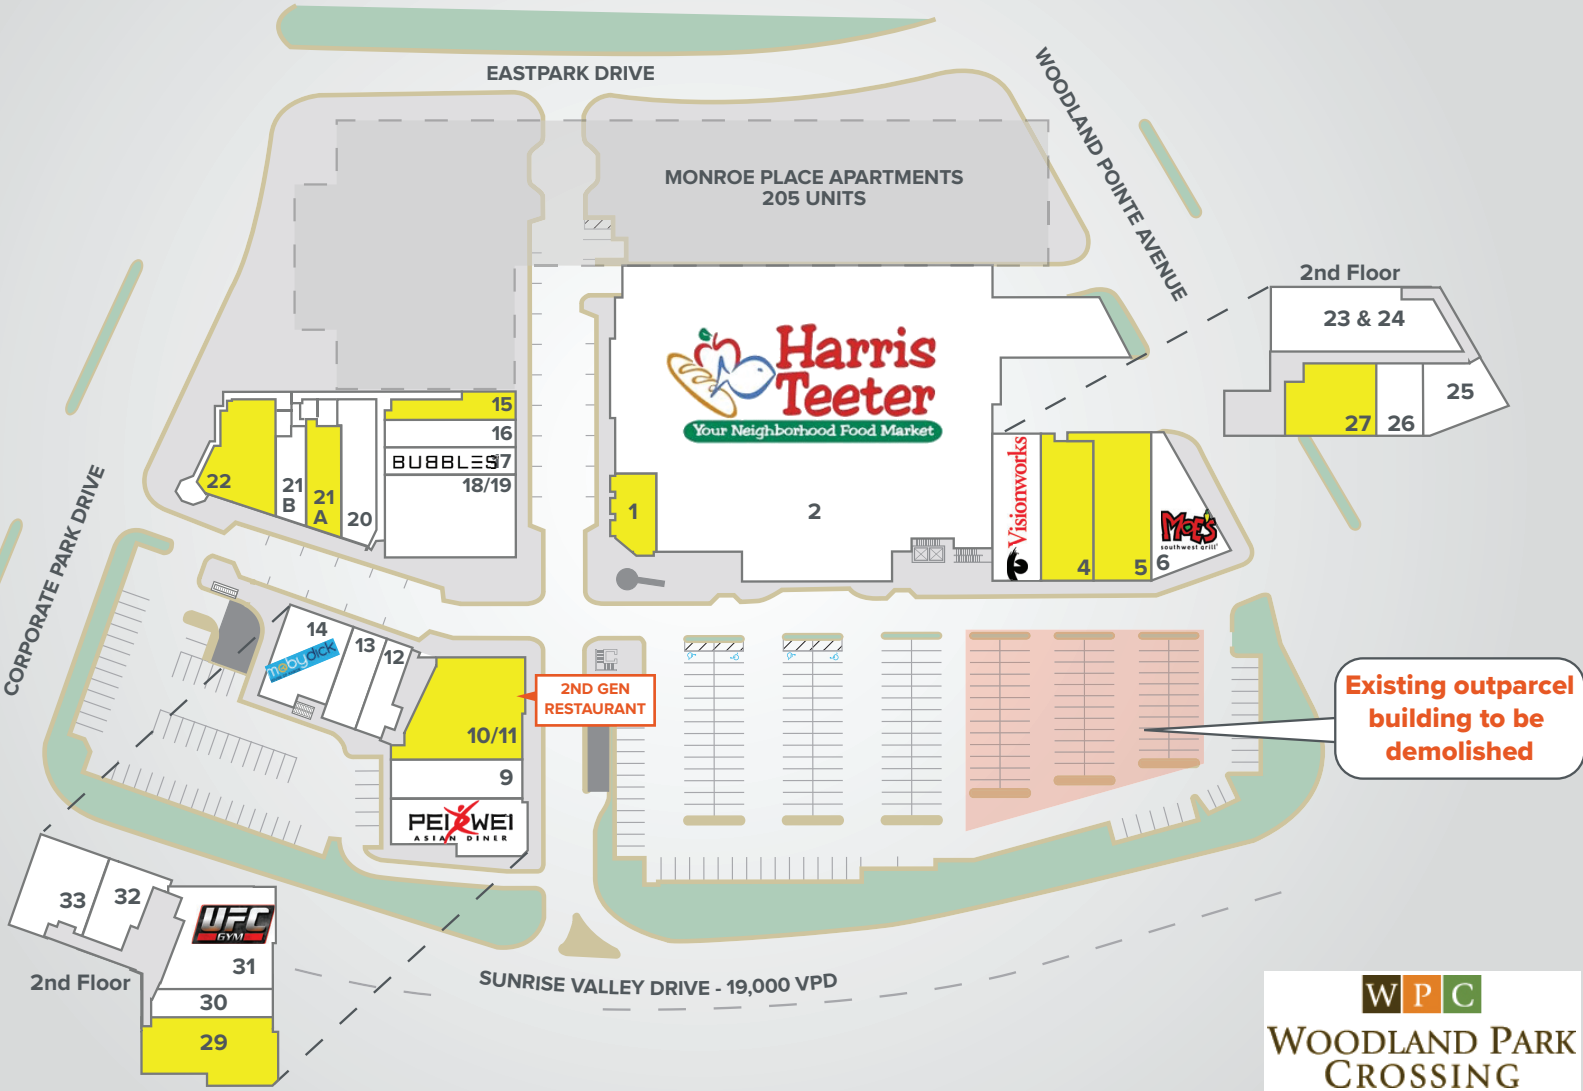 EASTPARK DRIVE
WOODLAND POINTE AVENUE
MONROE PLACE APARTMENTS
205 UNITS
2nd Floor
23 & 24
25
26
27
Harris
Teeter
Your Neighborhood Food Market
15
16
BUBBLES 17
18/19
22
21
B
21
A
20
1
2
Visionworks
4
5
MOE'S
southwest grill
6
CORPORATE PARK DRIVE
14
mobydick
13
12
2ND GEN
RESTAURANT
10/11
9
PEI WEI
ASIAN DINER
Existing outparcel
building to be
demolished
33
32
UFC
GYM
31
30
29
2nd Floor
SUNRISE VALLEY DRIVE - 19,000 VPD
W P C
WOODLAND PARK
CROSSING